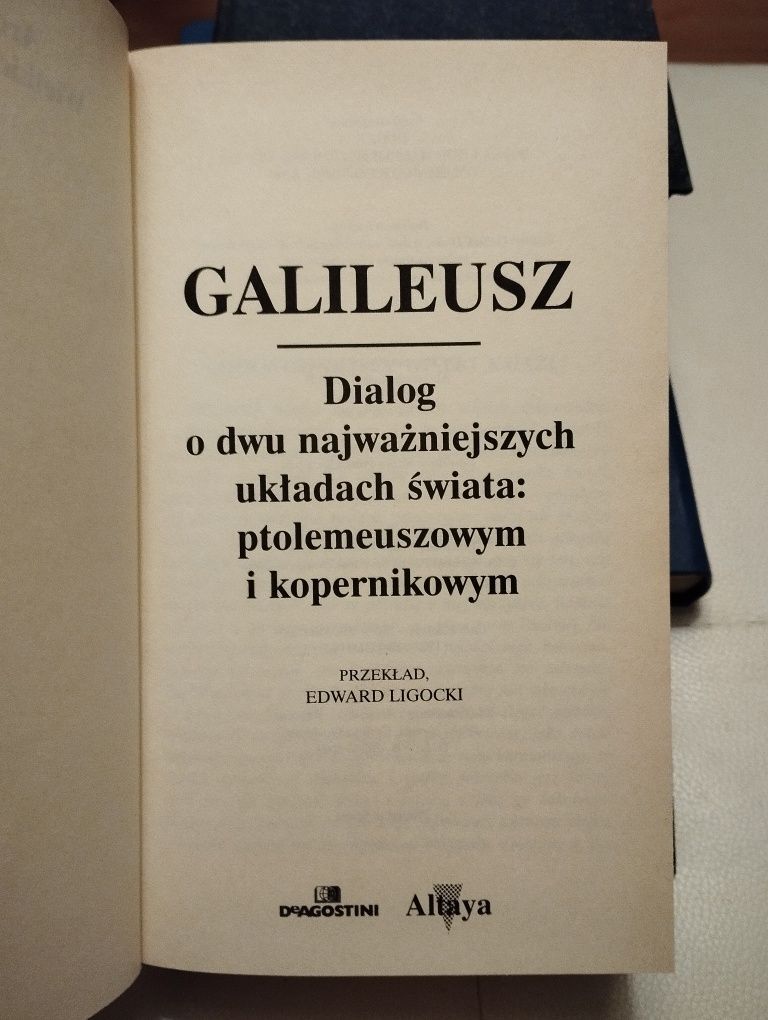 GALILEUSZ
Dialog
o dwu najważniejszych
układach świata:
ptolemeuszowym
i kopernikowym
PRZEKŁAD,
EDWARD LIGOCKI
DEAGOSTINI Altaya